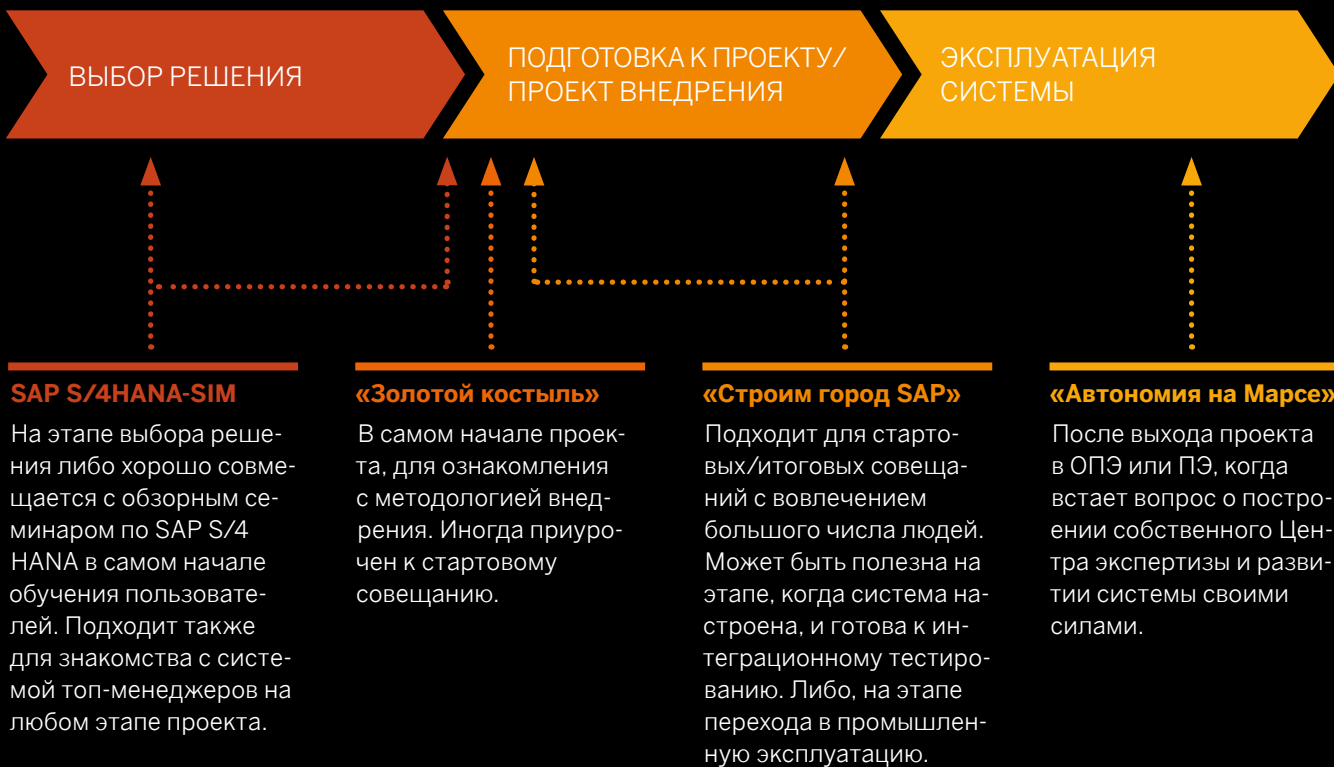 ВЫБОР РЕШЕНИЯ
ПОДГОТОВКА К ПРОЕКТУ/
ПРОЕКТ ВНЕДРЕНИЯ
ЭКСПЛУАТАЦИЯ
СИСТЕМЫ
SAP S/4HANA-SIM
На этапе выбора реше-
ния либо хорошо совме-
щается с обзорным се-
минаром по SAP S/4
HANA в самом начале
обучения пользовате-
лей. Подходит также
для знакомства с систе-
мой топ-менеджеров на
любом этапе проекта.
«Золотой костыль»
В самом начале проек-
та, для ознакомления
с методологией внед-
рения. Иногда приуро-
чен к стартовому
совещанию.
«Строим город SAP»
Подходит для старто-
вых/итоговых совеща-
ний с вовлечением
большого числа людей.
Может быть полезна на
этапе, когда система на-
строена, и готова к ин-
теграционному тестиро-
ванию. Либо, на этапе
перехода в промышлен-
ную эксплуатацию.
«Автономия на Марсе»
После выхода проекта
в ОПЭ или ПЭ, когда
встает вопрос о постро-
ении собственного Цен-
тра экспертизы и разви-
тии системы своими
силами.